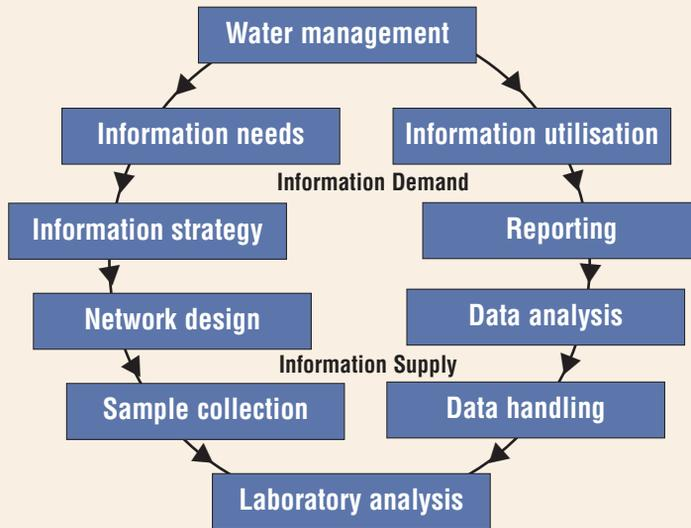 Water management
Information needs
Information utilisation
Information Demand
Information strategy
Reporting
Network design
Data analysis
Information Supply
Sample collection
Data handling
Laboratory analysis